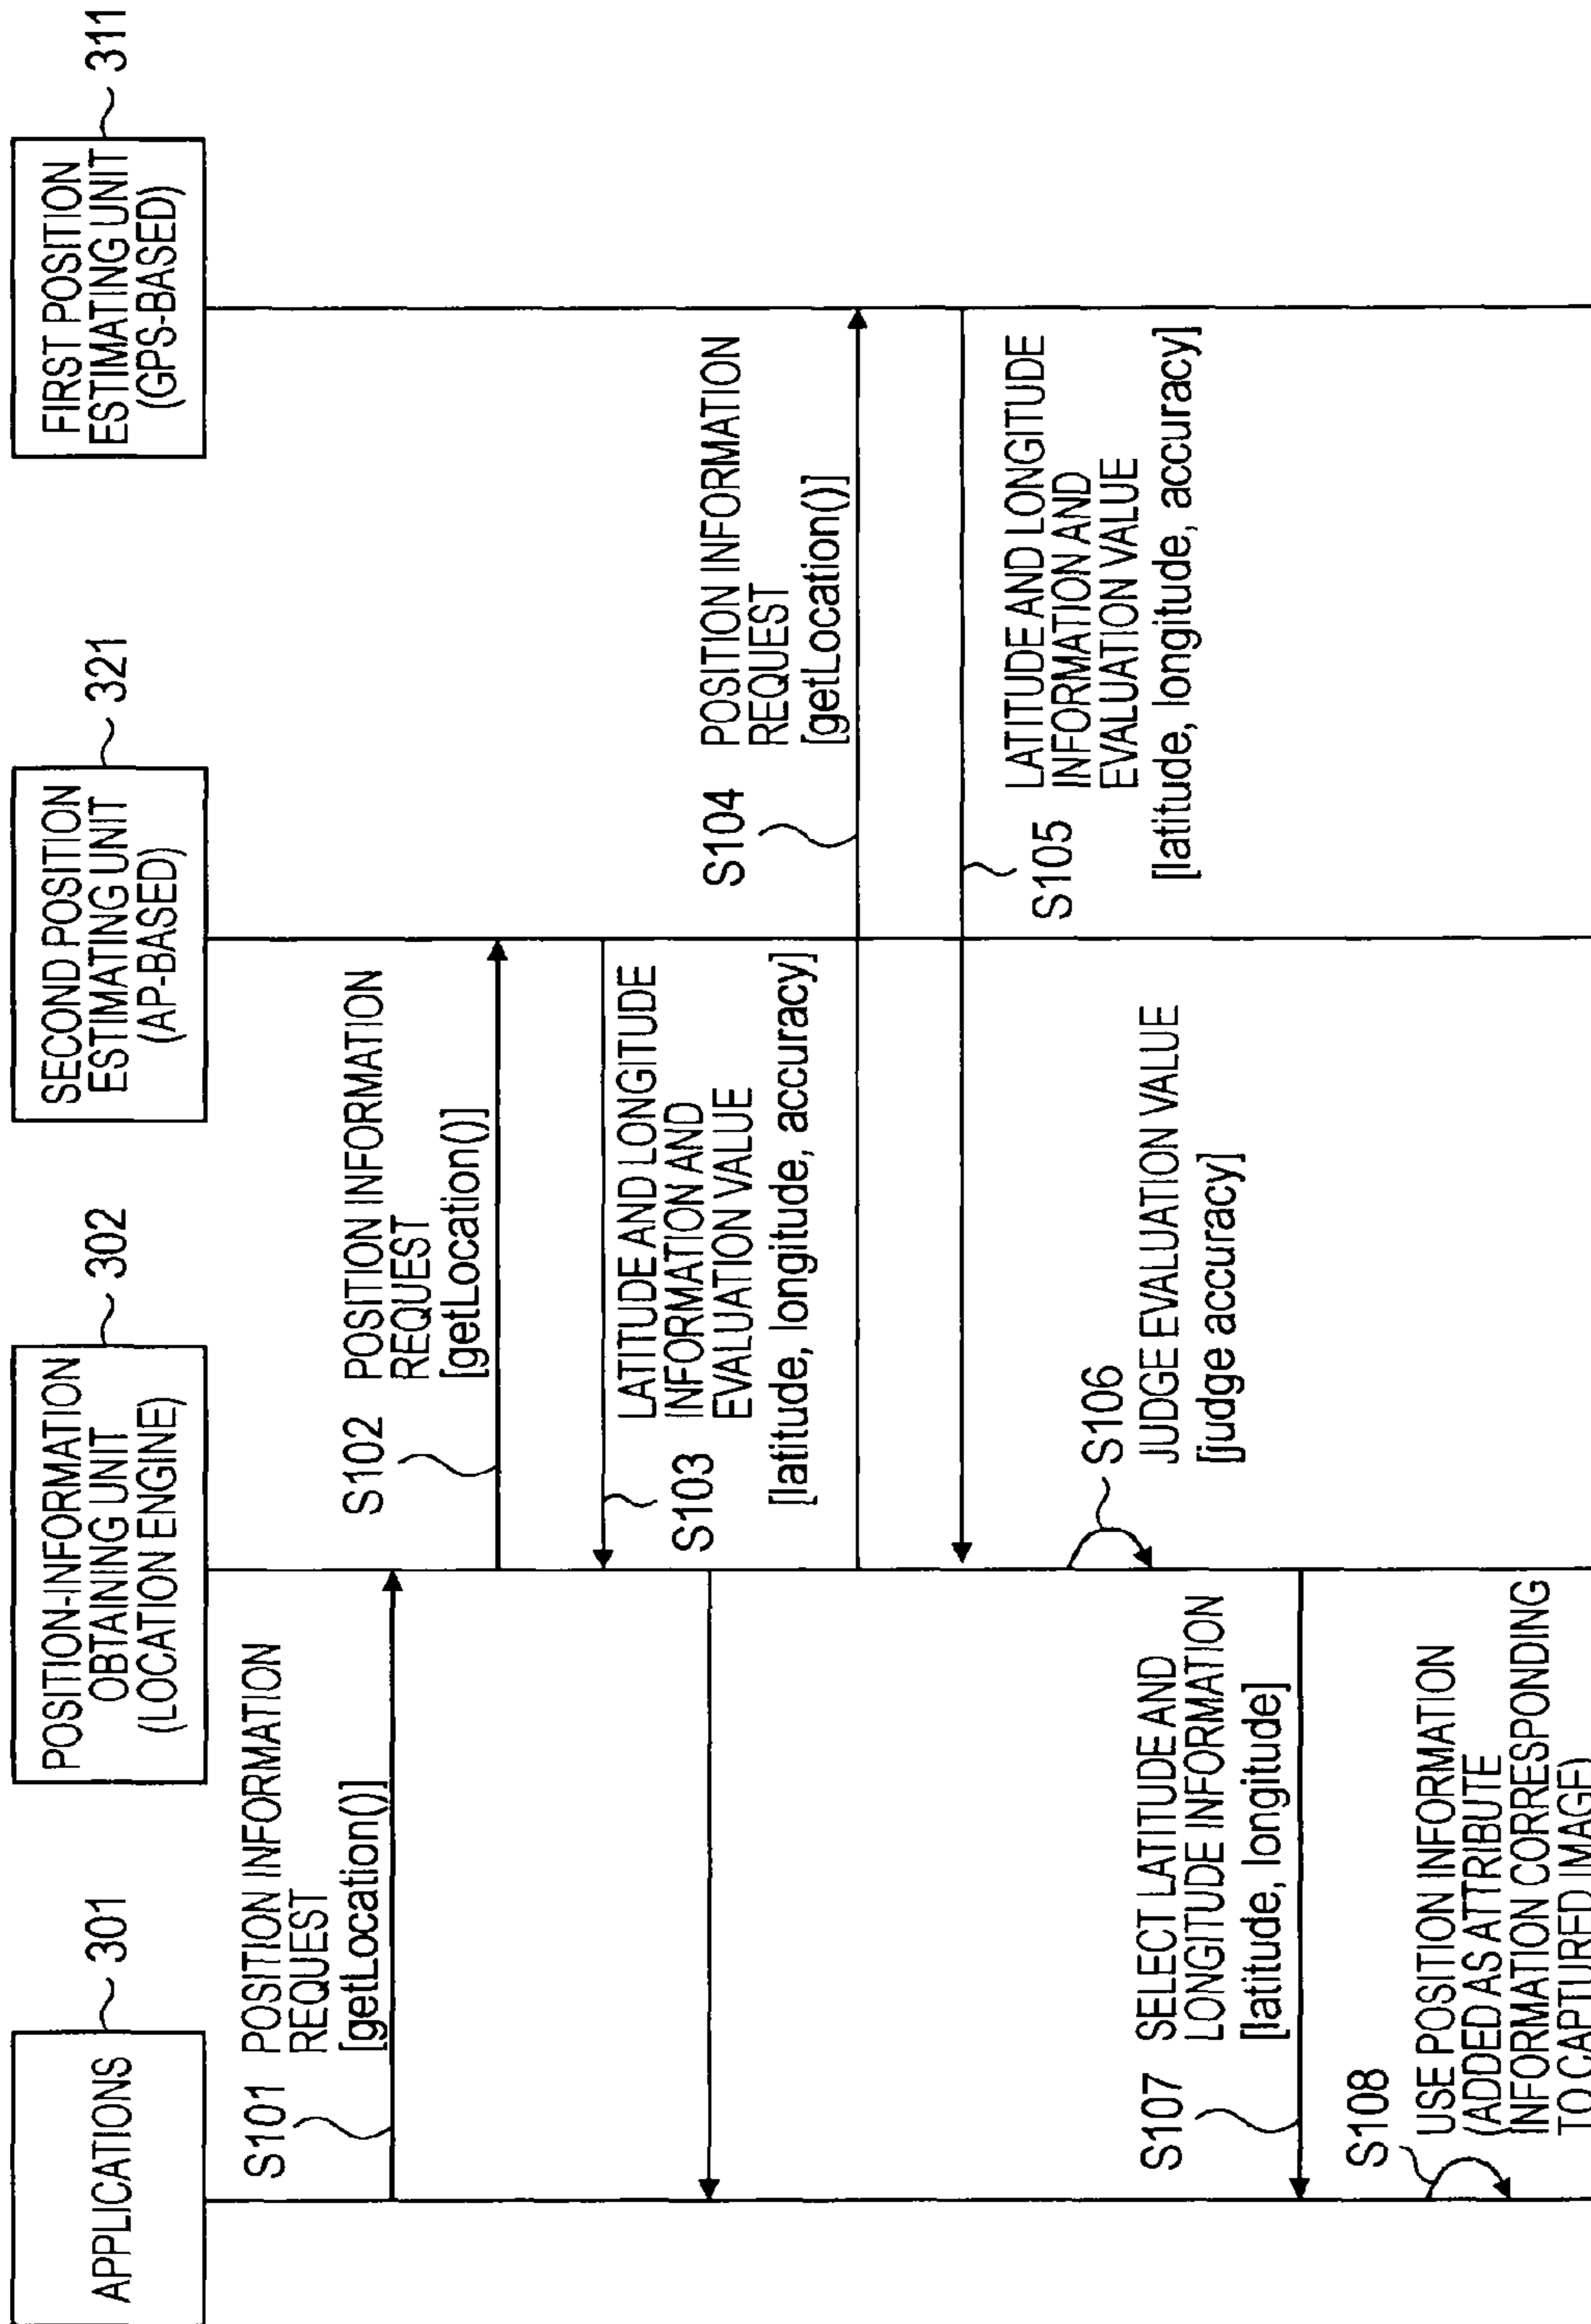 APPLICATIONS
301
POSITION-INFORMATION
OBTAINING UNIT
(LOCATION ENGINE)
302
SECOND POSITION
ESTIMATING UNIT
(AP-BASED)
321
FIRST POSITION
ESTIMATING UNIT
(GPS-BASED)
311
S101
POSITION INFORMATION
REQUEST
[getLocation()]
S102
POSITION INFORMATION
REQUEST
[getLocation()]
S103
LATITUDE AND LONGITUDE
INFORMATION AND
EVALUATION VALUE
[latitude, longitude, accuracy]
S104
POSITION INFORMATION
REQUEST
[getLocation()]
S105
LATITUDE AND LONGITUDE
INFORMATION AND
EVALUATION VALUE
[latitude, longitude, accuracy]
S106
JUDGE EVALUATION VALUE
[judge accuracy]
S107
SELECT LATITUDE AND
LONGITUDE INFORMATION
[latitude, longitude]
S108
USE POSITION INFORMATION
(ADDED AS ATTRIBUTE
INFORMATION CORRESPONDING
TO CAPTURED IMAGE)